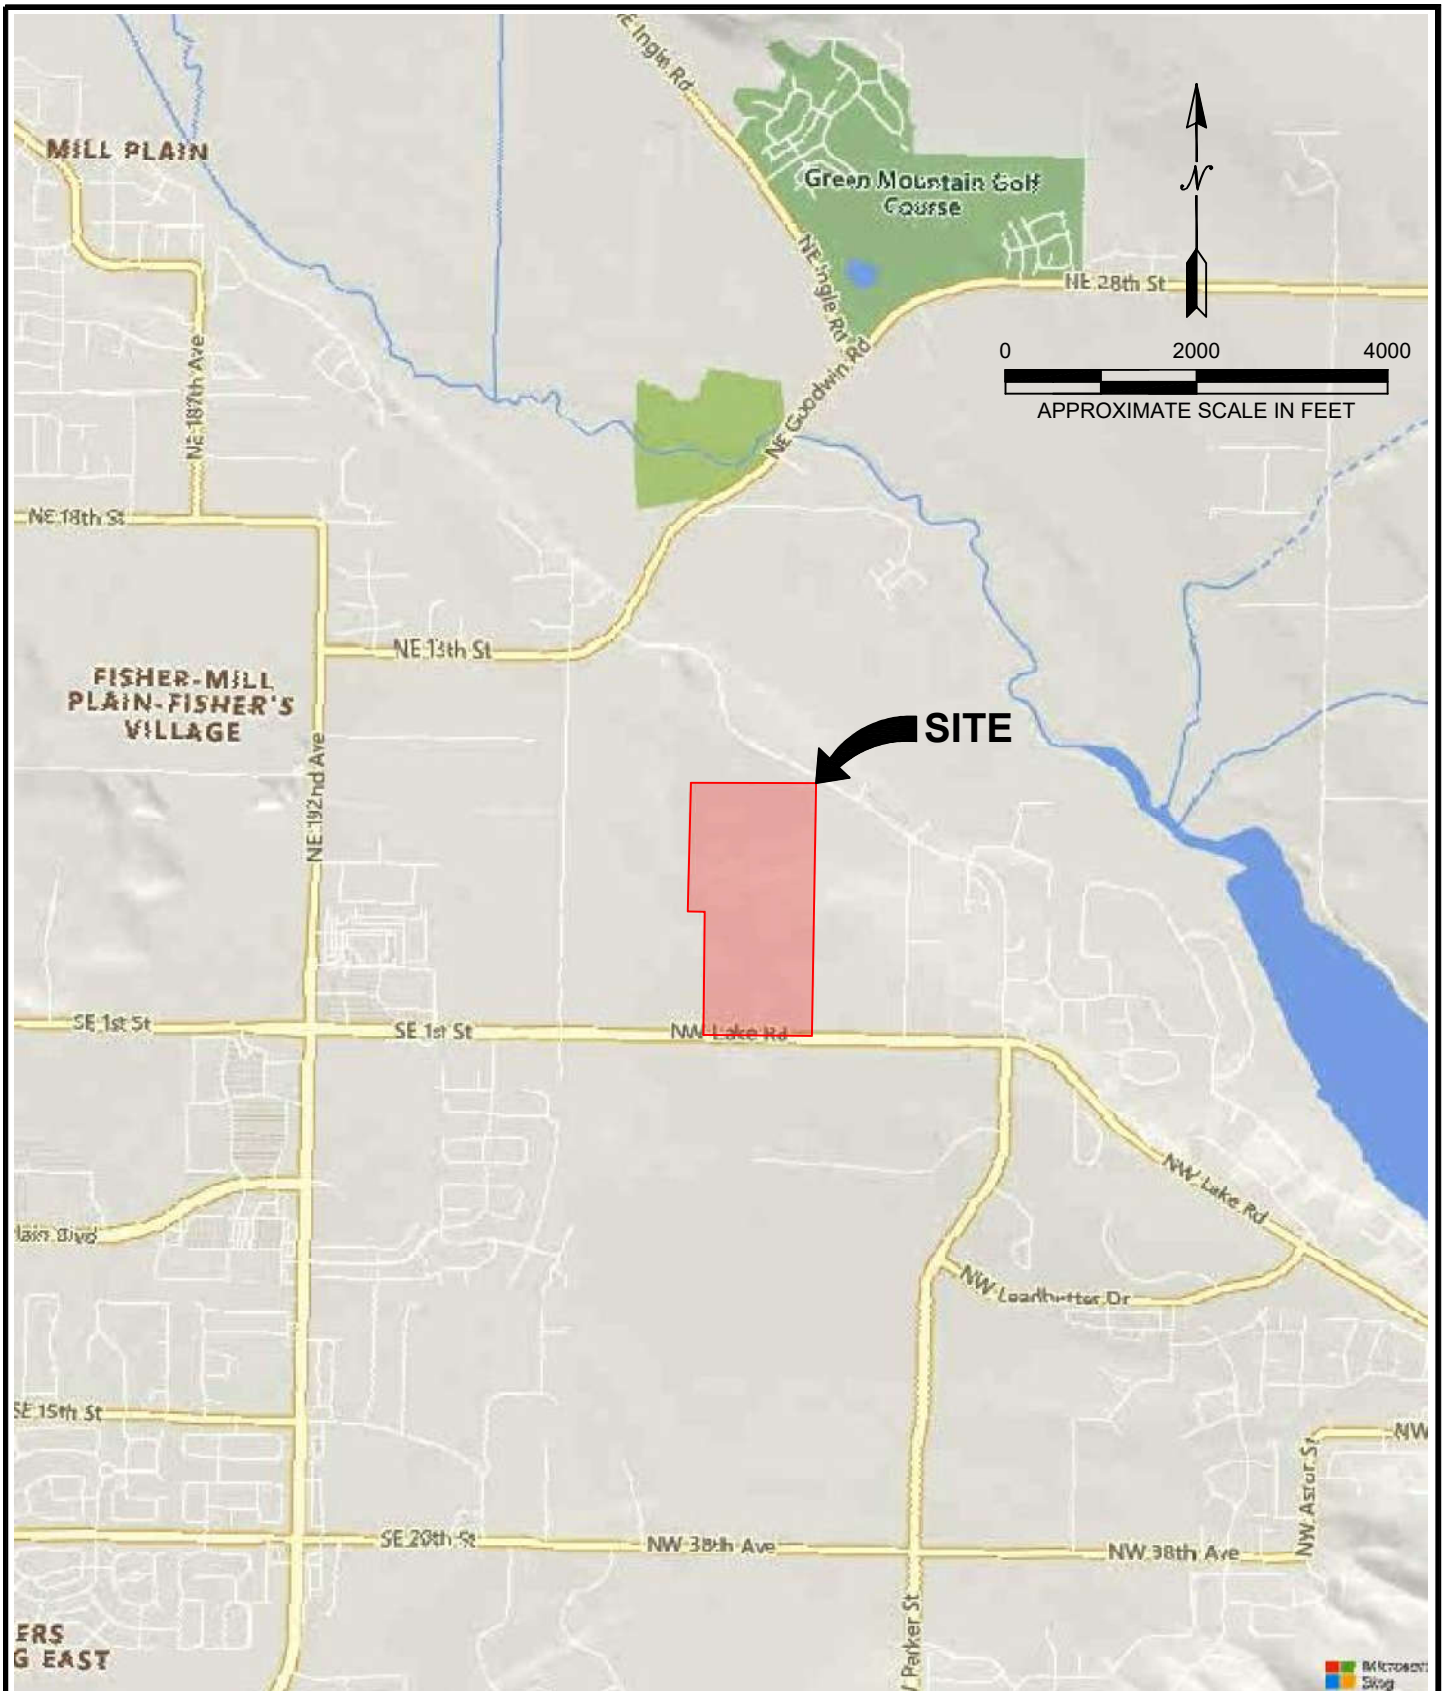 NE Ingle Rd
MILL PLAIN
Green Mountain Golf
Course
N
NE Ingle Rd
NE 28th St
0 2000 4000
APPROXIMATE SCALE IN FEET
NE 187th Ave
NE Goodwin Rd
NE 18th St
NE 13th St
FISHER-MILL
PLAIN-FISHER'S
VILLAGE
SITE
NE 192nd Ave
SE 1st St
SE 1st St
NW Lake Rd
NW Lake Rd
lain Blvd
NW Leadbetter Dr
SE 15th St
NW
NW Astor St
SE 20th St
NW 38th Ave
NW 38th Ave
Parker St
ERS
G EAST
Microsoft
Bing